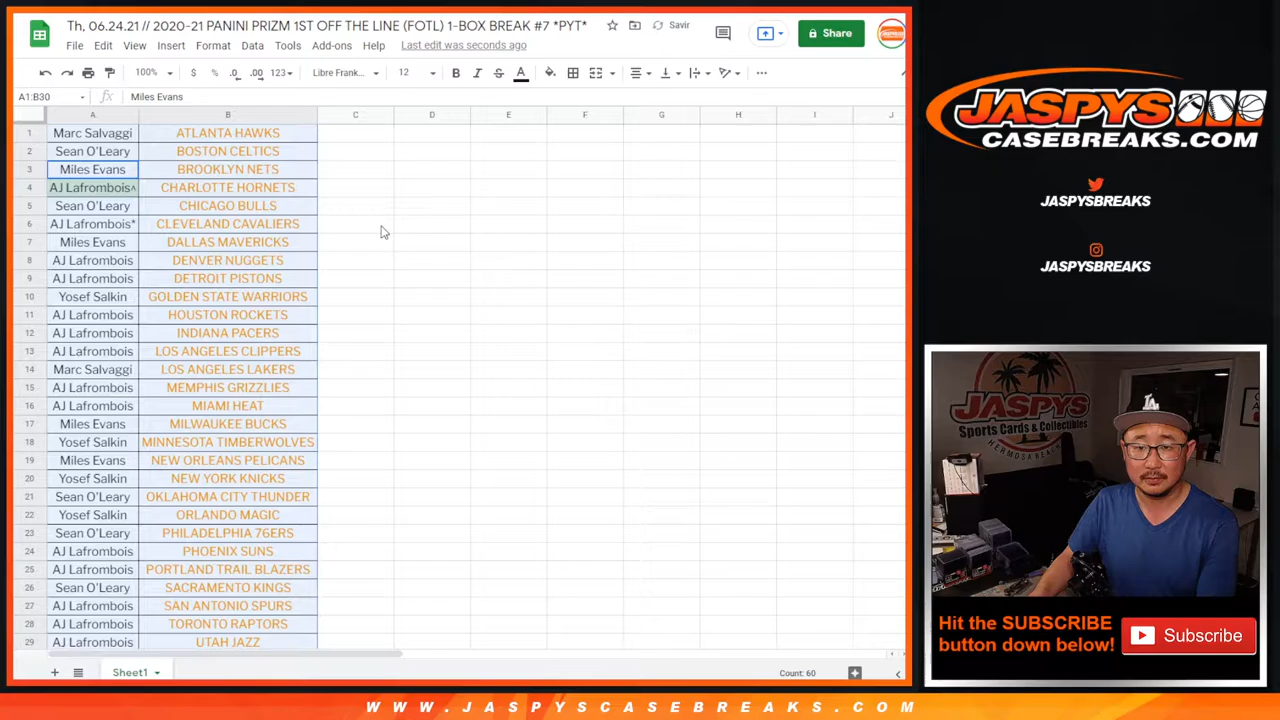 Th, 06.24.21 // 2020-21 PANINI PRIZM 1ST OFF THE LINE (FOTL) 1-BOX BREAK #7 *PYT*
Savir
Share
File Edit View Insert Format Data Tools Add-ons Help Last edit was seconds ago
100% $ % .0 .00 123 Libre Frank... 12 B I S A
A1:B30 fx Miles Evans
A B C D E F G H I J
1 Marc Salvaggi ATLANTA HAWKS
2 Sean O'Leary BOSTON CELTICS
3 Miles Evans BROOKLYN NETS
4 AJ Lafrombois^ CHARLOTTE HORNETS
5 Sean O'Leary CHICAGO BULLS
6 AJ Lafrombois* CLEVELAND CAVALIERS
7 Miles Evans DALLAS MAVERICKS
8 AJ Lafrombois DENVER NUGGETS
9 AJ Lafrombois DETROIT PISTONS
10 Yosef Salkin GOLDEN STATE WARRIORS
11 AJ Lafrombois HOUSTON ROCKETS
12 AJ Lafrombois INDIANA PACERS
13 AJ Lafrombois LOS ANGELES CLIPPERS
14 Marc Salvaggi LOS ANGELES LAKERS
15 AJ Lafrombois MEMPHIS GRIZZLIES
16 AJ Lafrombois MIAMI HEAT
17 Miles Evans MILWAUKEE BUCKS
18 Yosef Salkin MINNESOTA TIMBERWOLVES
19 Miles Evans NEW ORLEANS PELICANS
20 Yosef Salkin NEW YORK KNICKS
21 Sean O'Leary OKLAHOMA CITY THUNDER
22 Yosef Salkin ORLANDO MAGIC
23 Sean O'Leary PHILADELPHIA 76ERS
24 AJ Lafrombois PHOENIX SUNS
25 AJ Lafrombois PORTLAND TRAIL BLAZERS
26 Sean O'Leary SACRAMENTO KINGS
27 AJ Lafrombois SAN ANTONIO SPURS
28 AJ Lafrombois TORONTO RAPTORS
29 AJ Lafrombois UTAH JAZZ
Sheet1 Count: 60
JASPYS
CASEBREAKS.COM
JASPYSBREAKS
JASPYSBREAKS
JASPYS
Sports Cards & Collectibles
HERMOSA BEACH
LA
Hit the SUBSCRIBE
button down below!
Subscribe
WWW.JASPYSCASEBREAKS.COM